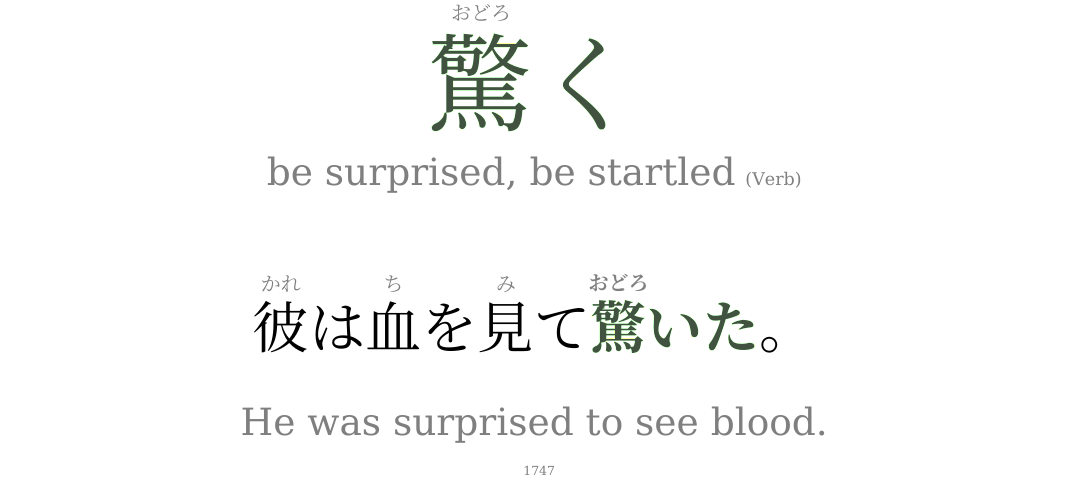 おどろ
驚く
be surprised, be startled (Verb)
かれ ち み おどろ
彼は血を見て驚いた。
He was surprised to see blood.
1747